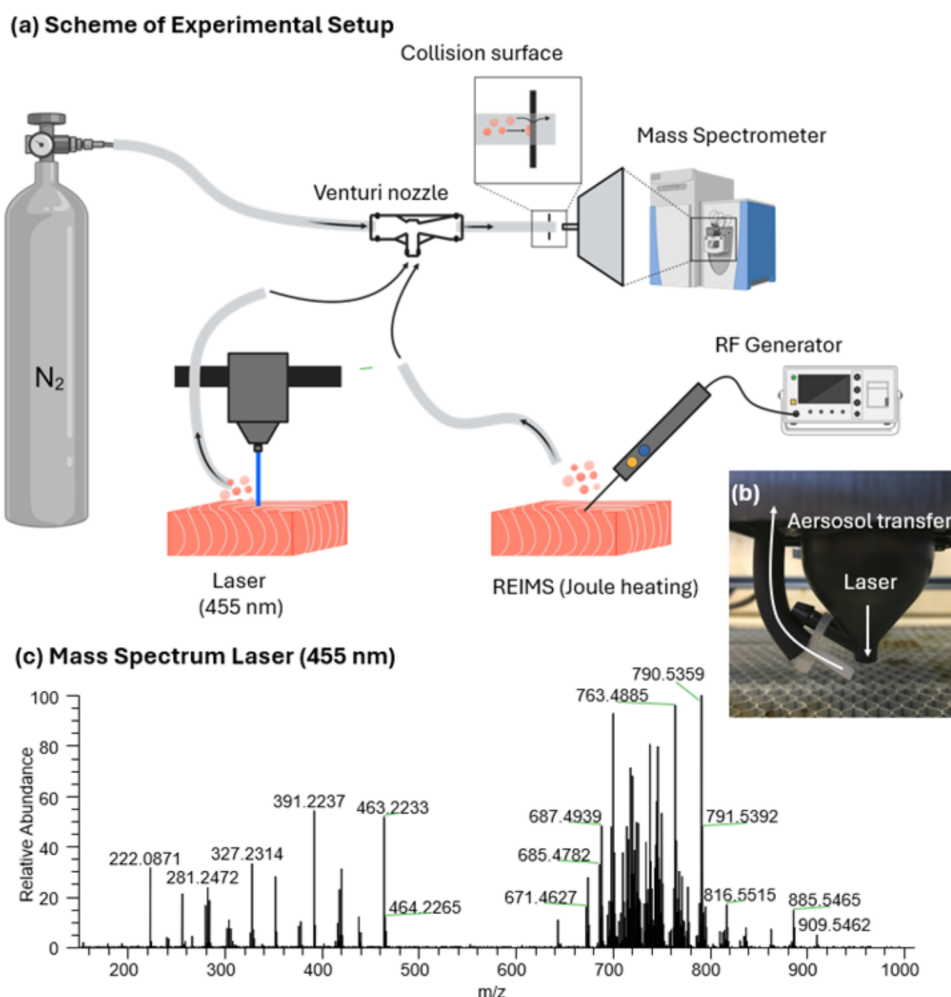 (a) Scheme of Experimental Setup
Collision surface
Mass Spectrometer
Venturi nozzle
RF Generator
N₂
(b)
Aersosol transfer
Laser
Laser
(455 nm)
REIMS (Joule heating)
(c) Mass Spectrum Laser (455 nm)
790.5359
763.4885
100
80
60
40
20
0
Relative Abundance
391.2237
463.2233
687.4939
791.5392
222.0871
327.2314
685.4782
281.2472
671.4627
816.5515
885.5465
464.2265
909.5462
200
300
400
500
600
700
800
900
1000
m/z